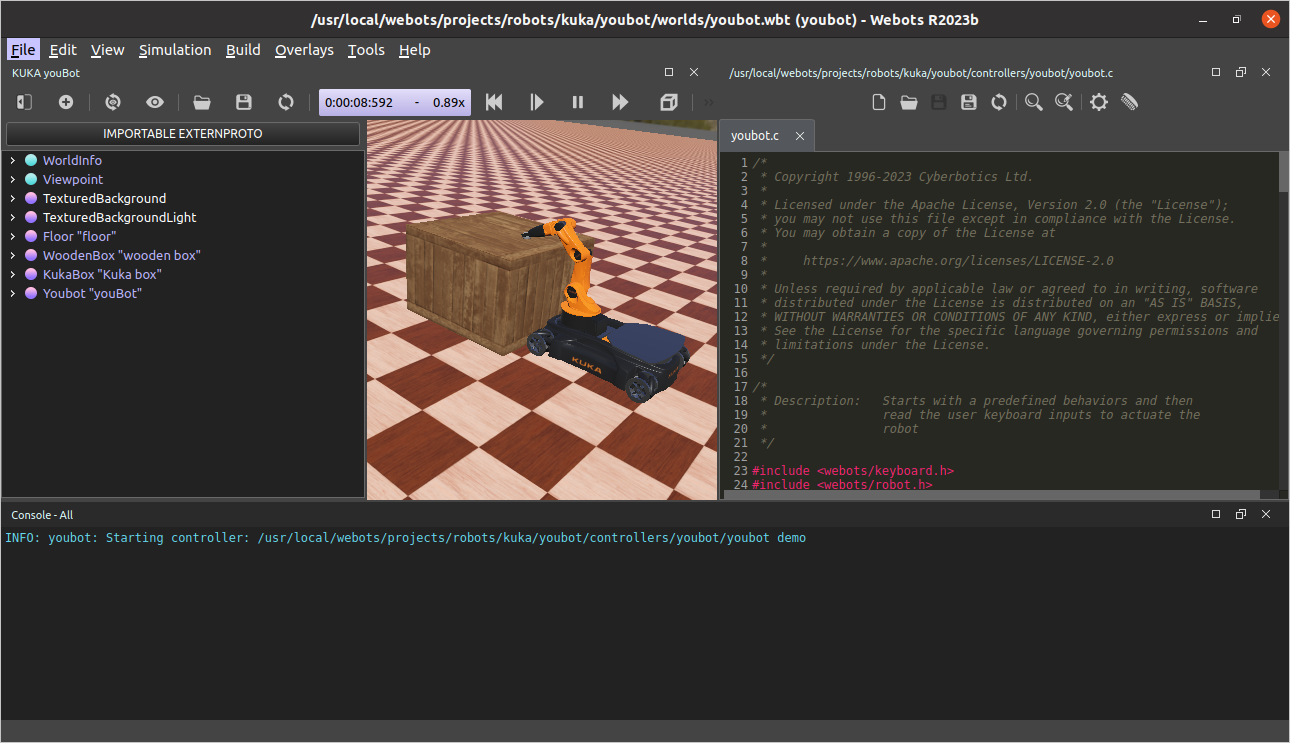 /usr/local/webots/projects/robots/kuka/youbot/worlds/youbot.wbt (youbot) - Webots R2023b
File Edit View Simulation Build Overlays Tools Help
KUKA youBot
/usr/local/webots/projects/robots/kuka/youbot/controllers/youbot/youbot.c
0:00:08:592 - 0.89x
IMPORTABLE EXTERNPROTO
WorldInfo
Viewpoint
TexturedBackground
TexturedBackgroundLight
Floor "floor"
WoodenBox "wooden box"
KukaBox "Kuka box"
Youbot "youBot"
KUKA
youbot.c
1 /*
2 * Copyright 1996-2023 Cyberbotics Ltd.
3 *
4 * Licensed under the Apache License, Version 2.0 (the "License");
5 * you may not use this file except in compliance with the License.
6 * You may obtain a copy of the License at
7 *
8 * https://www.apache.org/licenses/LICENSE-2.0
9 *
10 * Unless required by applicable law or agreed to in writing, software
11 * distributed under the License is distributed on an "AS IS" BASIS,
12 * WITHOUT WARRANTIES OR CONDITIONS OF ANY KIND, either express or implie
13 * See the License for the specific language governing permissions and
14 * limitations under the License.
15 */
16
17 /*
18 * Description: Starts with a predefined behaviors and then
19 * read the user keyboard inputs to actuate the
20 * robot
21 */
22
23 #include <webots/keyboard.h>
24 #include <webots/robot.h>
Console - All
INFO: youbot: Starting controller: /usr/local/webots/projects/robots/kuka/youbot/controllers/youbot/youbot demo